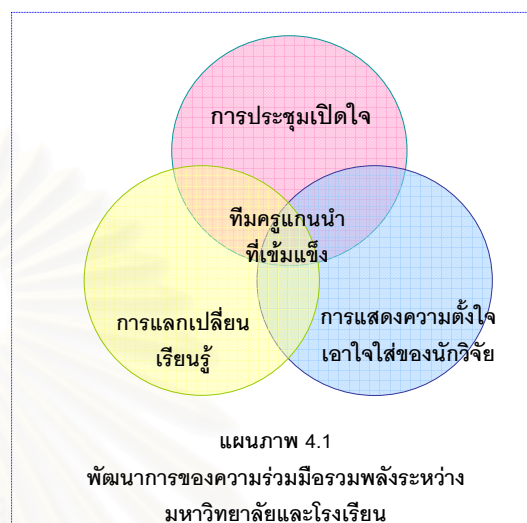 การประชุมเปิดใจ
ทีมครูแกนนำ
ที่เข้มแข็ง
การแลกเปลี่ยน
เรียนรู้
การแสดงความตั้งใจ
เอาใจใส่ของนักวิจัย
แผนภาพ 4.1
พัฒนาการของความร่วมมือรวมพลังระหว่าง
มหาวิทยาลัยและโรงเรียน